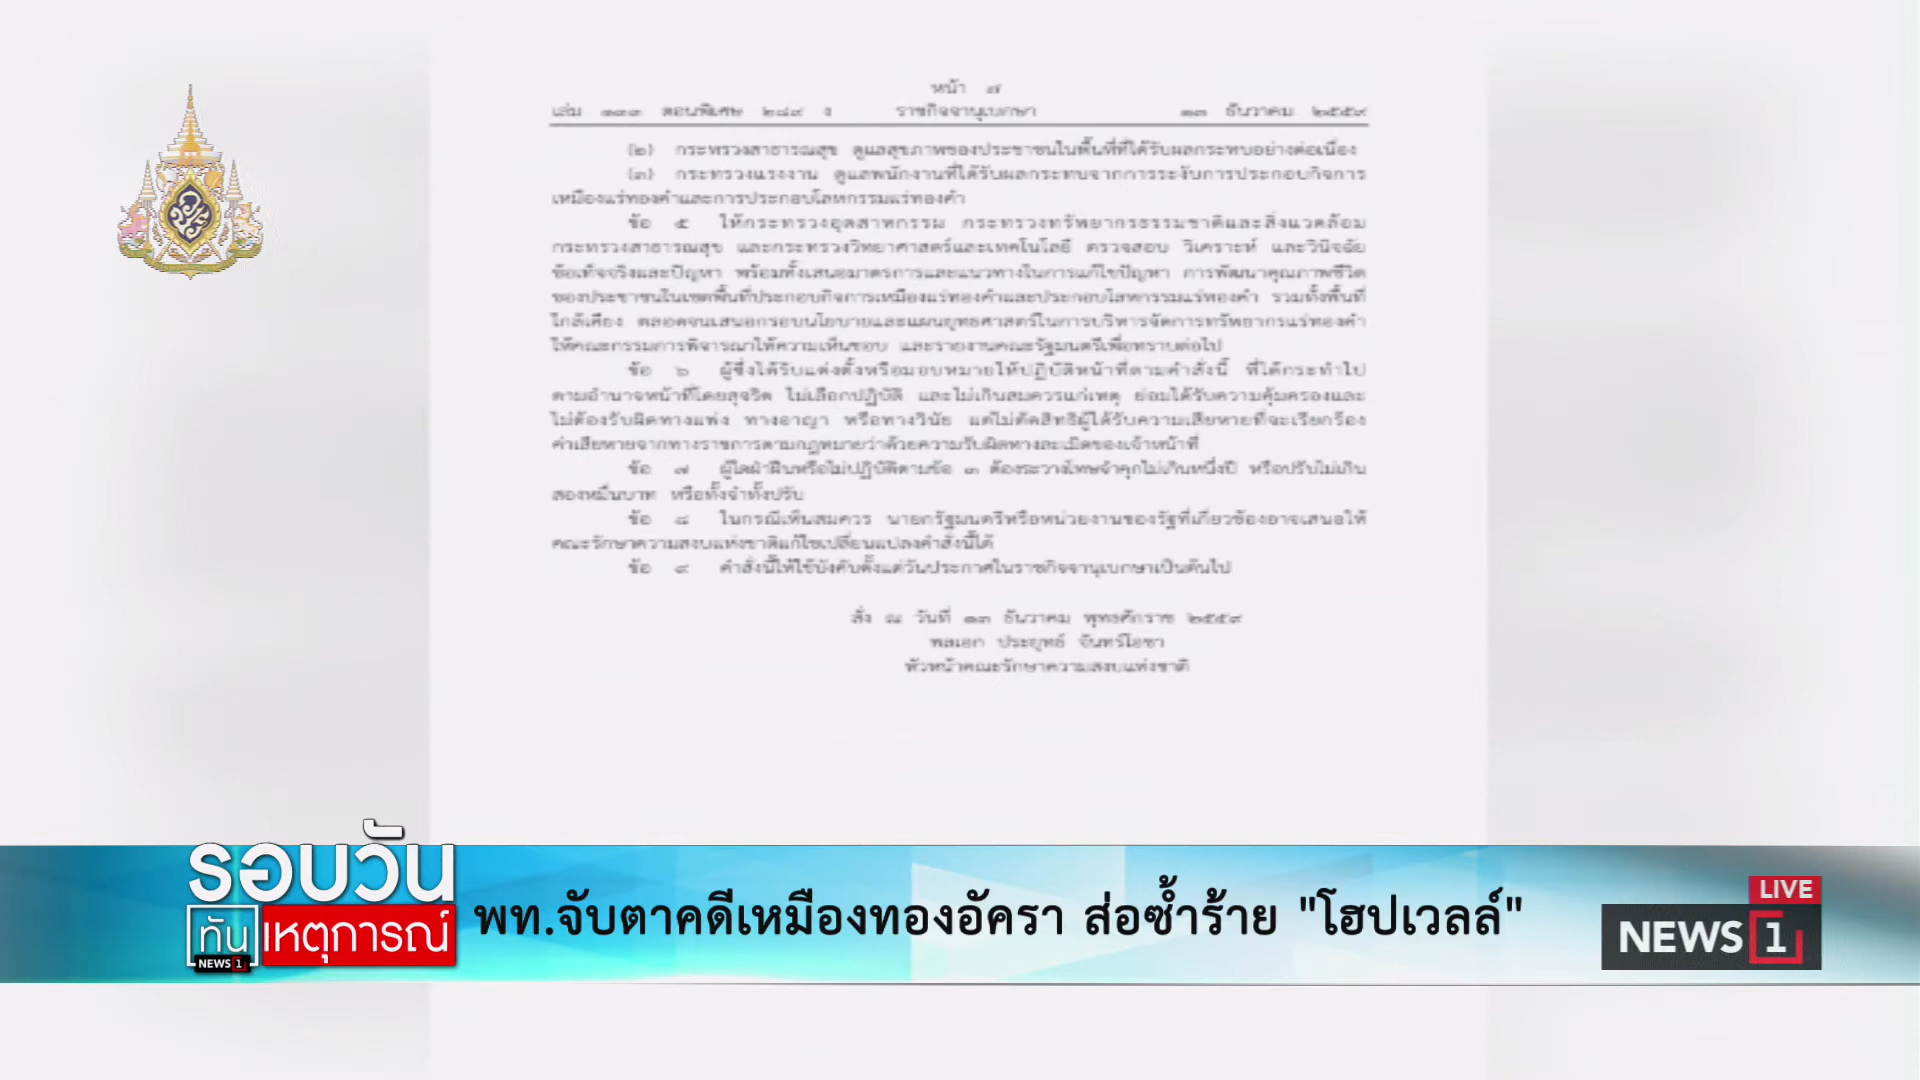 หน้า ๗
เล่ม ๑๓๓ ตอนพิเศษ ๒๘๙ ง ราชกิจจานุเบกษา ๑๓ ธันวาคม ๒๕๕๙
(๒) กระทรวงสาธารณสุข ดูแลสุขภาพของประชาชนในพื้นที่ที่ได้รับผลกระทบอย่างต่อเนื่อง
(๓) กระทรวงแรงงาน ดูแลพนักงานที่ได้รับผลกระทบจากการระงับการประกอบกิจการ
เหมืองแร่ทองคำและการประกอบโลหกรรมแร่ทองคำ
ข้อ ๕ ให้กระทรวงอุตสาหกรรม กระทรวงทรัพยากรธรรมชาติและสิ่งแวดล้อม
กระทรวงสาธารณสุข และกระทรวงวิทยาศาสตร์และเทคโนโลยี ตรวจสอบ วิเคราะห์ และวินิจฉัย
ข้อเท็จจริงและปัญหา พร้อมทั้งเสนอมาตรการและแนวทางในการแก้ไขปัญหา การพัฒนาคุณภาพชีวิต
ของประชาชนในเขตพื้นที่ประกอบกิจการเหมืองแร่ทองคำและประกอบโลหกรรมแร่ทองคำ รวมทั้งพื้นที่
ใกล้เคียง ตลอดจนเสนอกรอบนโยบายและแผนยุทธศาสตร์ในการบริหารจัดการทรัพยากรแร่ทองคำ
ให้คณะกรรมการพิจารณาให้ความเห็นชอบ และรายงานคณะรัฐมนตรีเพื่อทราบต่อไป
ข้อ ๖ ผู้ซึ่งได้รับแต่งตั้งหรือมอบหมายให้ปฏิบัติหน้าที่ตามคำสั่งนี้ ที่ได้กระทำไป
ตามอำนาจหน้าที่โดยสุจริต ไม่เลือกปฏิบัติ และไม่เกินสมควรแก่เหตุ ย่อมได้รับความคุ้มครองและ
ไม่ต้องรับผิดทางแพ่ง ทางอาญา หรือทางวินัย แต่ไม่ตัดสิทธิผู้ได้รับความเสียหายที่จะเรียกร้อง
ค่าเสียหายจากทางราชการตามกฎหมายว่าด้วยความรับผิดทางละเมิดของเจ้าหน้าที่
ข้อ ๗ ผู้ใดฝ่าฝืนหรือไม่ปฏิบัติตามข้อ ๓ ต้องระวางโทษจำคุกไม่เกินหนึ่งปี หรือปรับไม่เกิน
สองหมื่นบาท หรือทั้งจำทั้งปรับ
ข้อ ๘ ในกรณีเห็นสมควร นายกรัฐมนตรีหรือหน่วยงานของรัฐที่เกี่ยวข้องอาจเสนอให้
คณะรักษาความสงบแห่งชาติแก้ไขเปลี่ยนแปลงคำสั่งนี้ได้
ข้อ ๙ คำสั่งนี้ให้ใช้บังคับตั้งแต่วันประกาศในราชกิจจานุเบกษาเป็นต้นไป
สั่ง ณ วันที่ ๑๓ ธันวาคม พุทธศักราช ๒๕๕๙
พลเอก ประยุทธ์ จันทร์โอชา
หัวหน้าคณะรักษาความสงบแห่งชาติ
รอบวัน
ทัน เหตุการณ์
NEWS 1
พท.จับตาคดีเหมืองทองอัครา ส่อซ้ำร้าย "โฮปเวลล์"
LIVE
NEWS 1